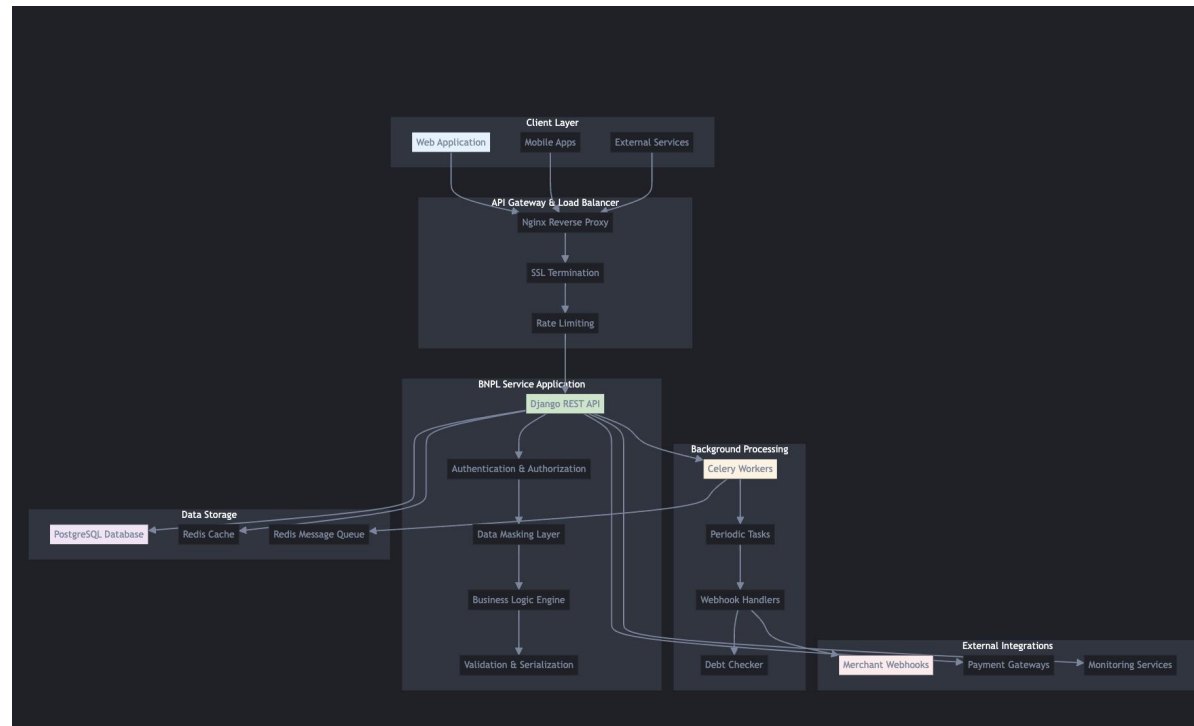 Client Layer
Web Application
Mobile Apps
External Services
API Gateway & Load Balancer
Nginx Reverse Proxy
SSL Termination
Rate Limiting
BNPL Service Application
Django REST API
Authentication & Authorization
Data Masking Layer
Business Logic Engine
Validation & Serialization
Background Processing
Celery Workers
Periodic Tasks
Webhook Handlers
Debt Checker
Data Storage
PostgreSQL Database
Redis Cache
Redis Message Queue
External Integrations
Merchant Webhooks
Payment Gateways
Monitoring Services